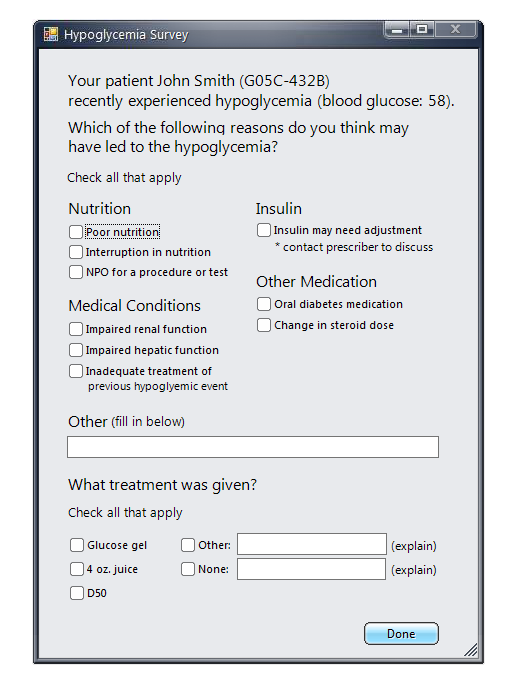 Hypoglycemia Survey
Your patient John Smith (G05C-432B)
recently experienced hypoglycemia (blood glucose: 58).
Which of the following reasons do you think may
have led to the hypoglycemia?
Check all that apply
Nutrition
Poor nutrition
Interruption in nutrition
NPO for a procedure or test
Medical Conditions
Impaired renal function
Impaired hepatic function
Inadequate treatment of
previous hypoglyemic event
Insulin
Insulin may need adjustment
* contact prescriber to discuss
Other Medication
Oral diabetes medication
Change in steroid dose
Other (fill in below)
What treatment was given?
Check all that apply
Glucose gel
4 oz. juice
D50
Other: (explain)
None: (explain)
Done